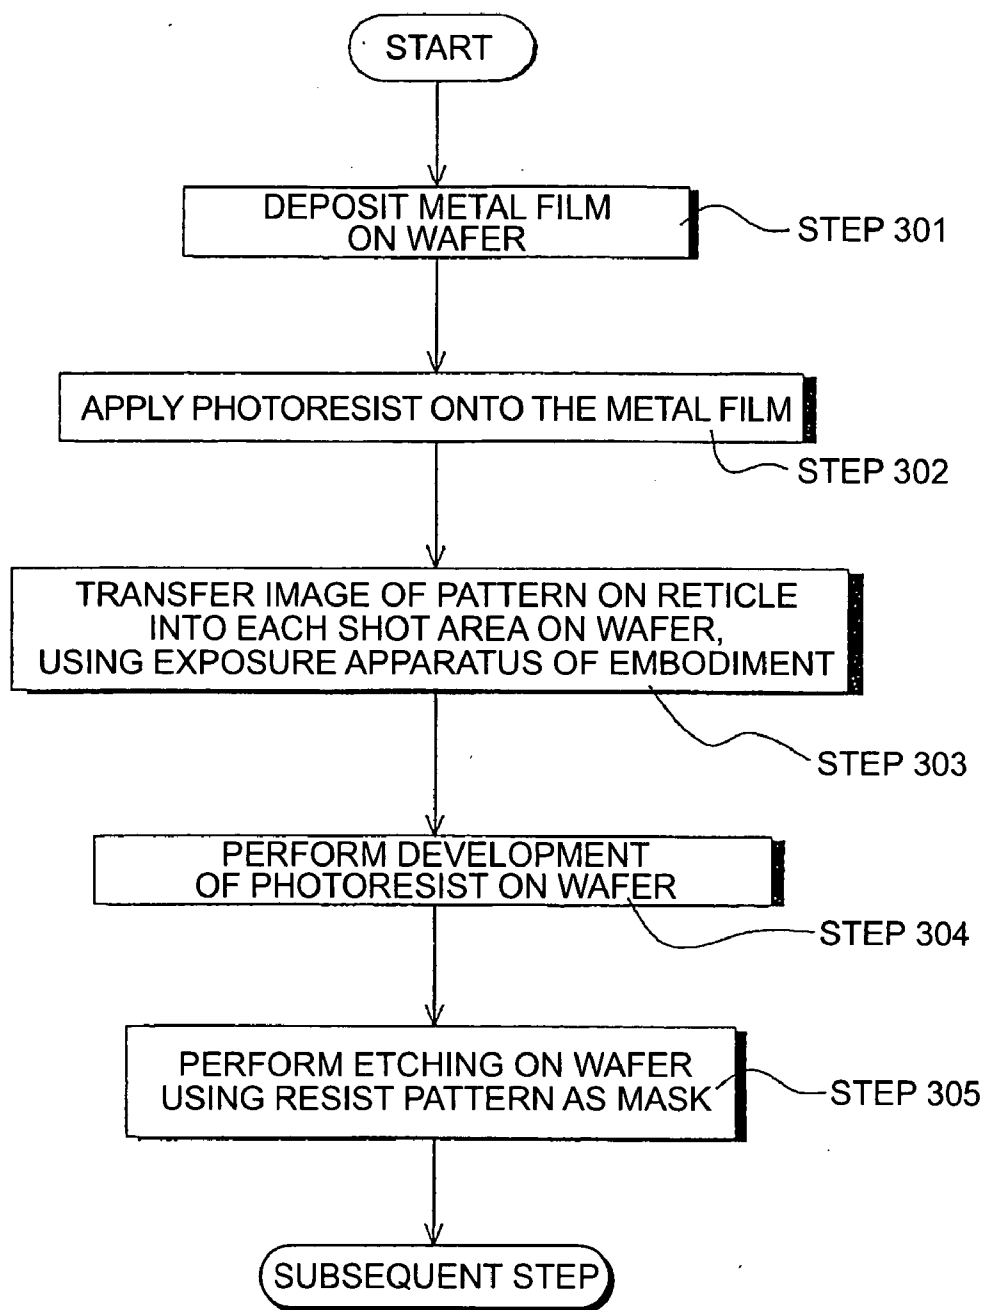 START
DEPOSIT METAL FILM
ON WAFER
STEP 301
APPLY PHOTORESIST ONTO THE METAL FILM
STEP 302
TRANSFER IMAGE OF PATTERN ON RETICLE
INTO EACH SHOT AREA ON WAFER,
USING EXPOSURE APPARATUS OF EMBODIMENT
STEP 303
PERFORM DEVELOPMENT
OF PHOTORESIST ON WAFER
STEP 304
PERFORM ETCHING ON WAFER
USING RESIST PATTERN AS MASK
STEP 305
SUBSEQUENT STEP